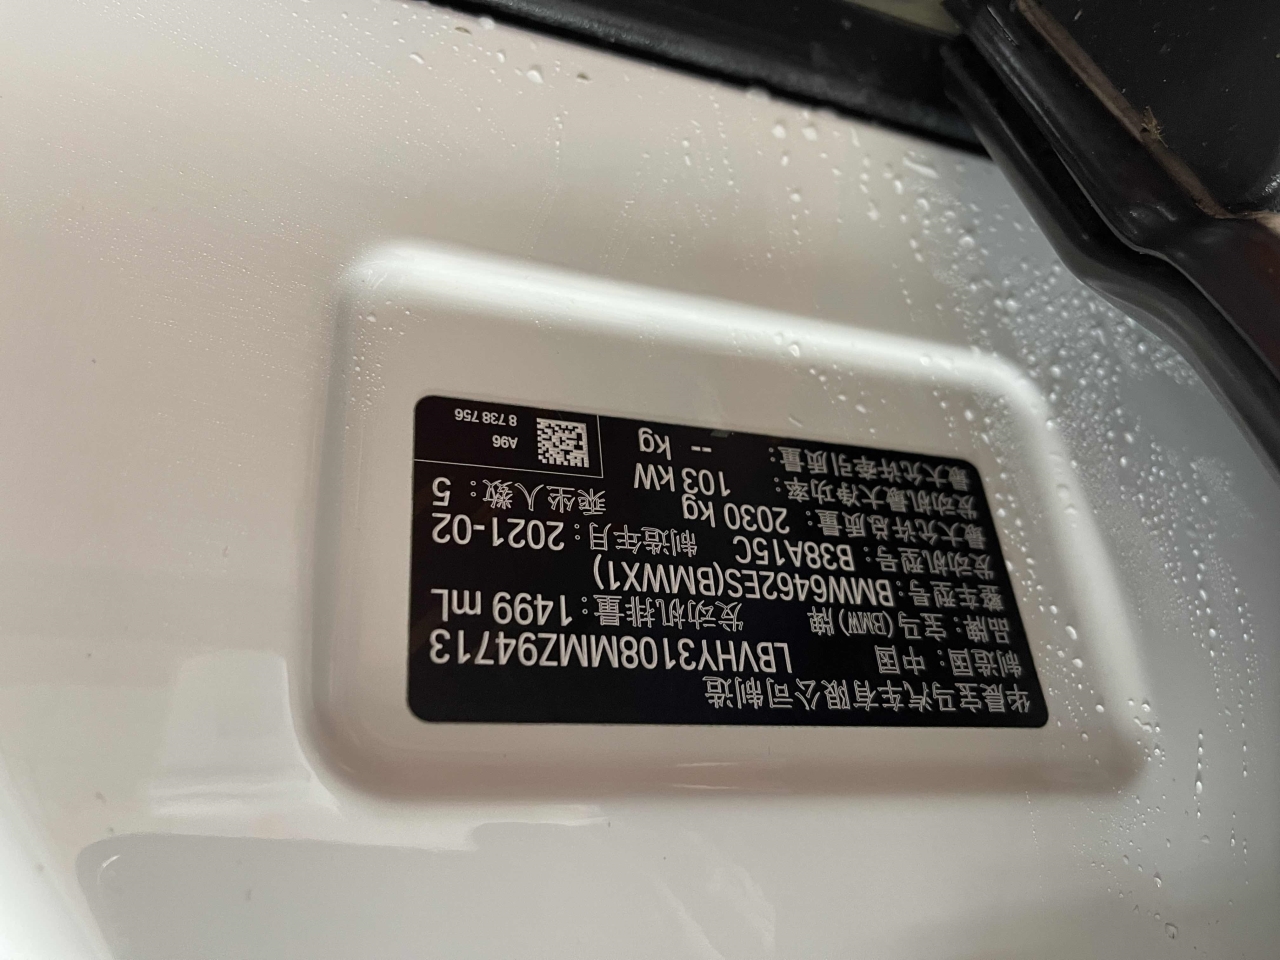 华晨宝马汽车有限公司制造
制造国：中国 LBVHY3108MMZ94713
品牌：宝马(BMW)牌 发动机排量：1499 mL
整车型号：BMW6462ES(BMWX1)
发动机型号：B38A15C 制造年月：2021-02
最大允许总质量：2030 kg 乘坐人数：5
发动机最大净功率：103 kW
最大允许牵引质量：-- kg
A96
8 738 756